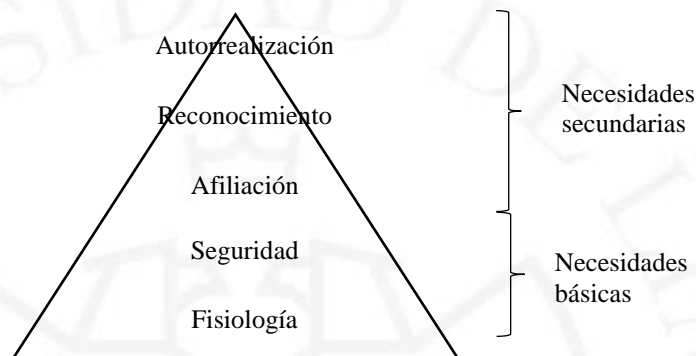 Autorrealización
Reconocimiento
Afiliación
Seguridad
Fisiología
Necesidades
secundarias
Necesidades
básicas